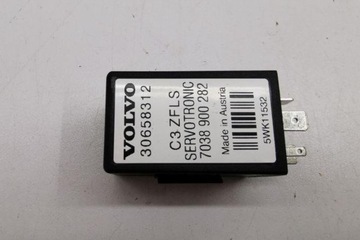 VOLVO
30658312
C3 ZFLS
SERVOTRONIC
7038 900 282
Made in Austria
5WK11532